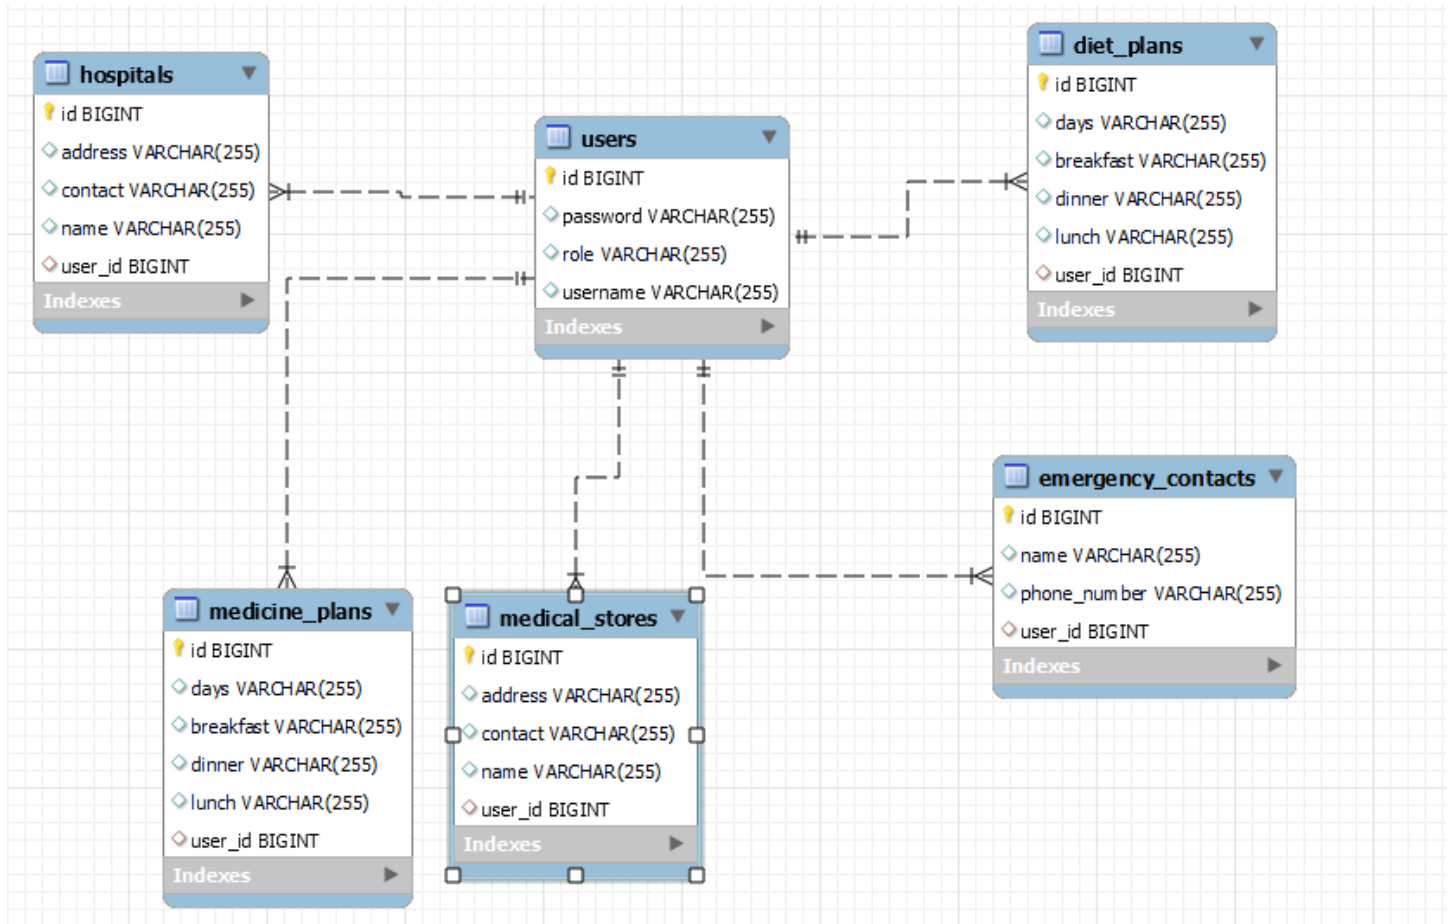 hospitals
id BIGINT
address VARCHAR(255)
contact VARCHAR(255)
name VARCHAR(255)
user_id BIGINT
Indexes
users
id BIGINT
password VARCHAR(255)
role VARCHAR(255)
username VARCHAR(255)
Indexes
diet_plans
id BIGINT
days VARCHAR(255)
breakfast VARCHAR(255)
dinner VARCHAR(255)
lunch VARCHAR(255)
user_id BIGINT
Indexes
medicine_plans
id BIGINT
days VARCHAR(255)
breakfast VARCHAR(255)
dinner VARCHAR(255)
lunch VARCHAR(255)
user_id BIGINT
Indexes
medical_stores
id BIGINT
address VARCHAR(255)
contact VARCHAR(255)
name VARCHAR(255)
user_id BIGINT
Indexes
emergency_contacts
id BIGINT
name VARCHAR(255)
phone_number VARCHAR(255)
user_id BIGINT
Indexes